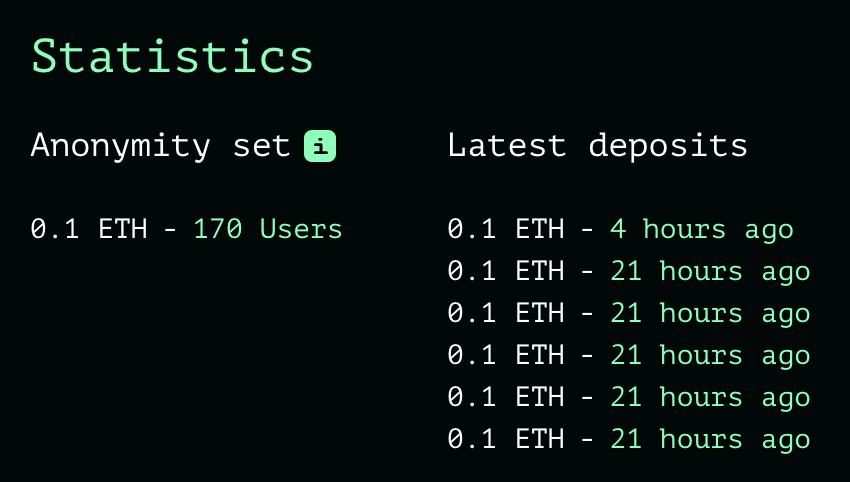 Statistics
Anonymity set i
0.1 ETH - 170 Users
Latest deposits
0.1 ETH - 4 hours ago
0.1 ETH - 21 hours ago
0.1 ETH - 21 hours ago
0.1 ETH - 21 hours ago
0.1 ETH - 21 hours ago
0.1 ETH - 21 hours ago